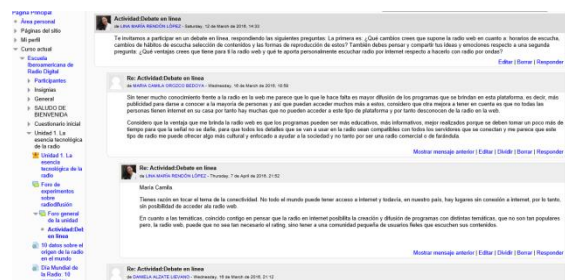 Página Principal
Área personal
Páginas del sitio
Mi perfil
Curso actual
Escuela
Iberoamericana de
Radio Digital
Participantes
Insignias
General
SALUDO DE
BIENVENIDA
Cuestionario inicial
Unidad 1. La
esencia tecnológica
de la radio
Unidad 1. La
esencia
tecnológica de la
radio
Foro de
experimentos
sobre
radiodifusión
Foro general
de la unidad
Actividad:Debate
en línea
10 datos sobre el
origen de la radio
en el mundo
Día Mundial de
la Radio: 10
Actividad:Debate en línea
de LINA MARÍA RENDÓN LÓPEZ - Saturday, 12 de March de 2016, 14:33
Te invitamos a participar en un debate en línea, respondiendo las siguientes preguntas. La primera es: ¿Qué cambios crees que supone la radio web en cuanto a: horarios de escucha,
cambios de hábitos de escucha selección de contenidos y las formas de reproducción de estos? También debes pensar y compartir tus ideas y emociones respecto a una segunda
pregunta: ¿Qué ventajas crees que tiene para ti la radio web y qué te aporta personalmente escuchar radio por internet respecto a hacerlo con radio por ondas?
Editar | Borrar | Responder
Re: Actividad:Debate en línea
de MARIA CAMILA OROZCO BEDOYA - Wednesday, 16 de March de 2016, 10:59
Sin tener mucho conocimiento frente a la radio en la web me parece que lo que le hace falta es mayor difusión de los programas que se brindan en esta plataforma, es decir, más
publicidad para darse a conocer a la mayoría de personas y asi que puedan acceder muchos más a estos, considero que otra mejora a tener en cuenta es que no todas las
personas tienen internet en su casa por tanto hay muchas que no pueden acceder a este tipo de plataforma y por tanto desconocen de la radio en la web.
Considero que la ventaja que me brinda la radio web es que los programas pueden ser más educativos, más informativos, mejor realizados porque se deben tomar un poco más de
tiempo para que la señal no se dañe, para que todos los detalles que se van a usar en la radio sean compatibles con todos los servidores que se conectan y me parece que este
tipo de radio me puede ofrecer algo más cultural y enfocado a ayudar a la sociedad y no tanto por ser una radio comercial o de farándula.
Mostrar mensaje anterior | Editar | Dividir | Borrar | Responder
Re: Actividad:Debate en línea
de LINA MARÍA RENDÓN LÓPEZ - Thursday, 7 de April de 2016, 21:52
María Camila
Tienes razón en tocar el tema de la conectividad. No todo el mundo puede tener acceso a internet y todavía, en nuestro país, hay lugares sin conexión a internet, por lo tanto,
sin posibilidad de acceder ala radio web
En cuanto a las temáticas, coincido contigo en pensar que la radio en internet posibilita la creación y difusión de programas con distintas temáticas, que no son tan populares
pero, la radio web, puede que no sea tan necesario el rating, sino tener a una comunidad pequeña de usuarios fieles que escuchen sus contenidos.
Mostrar mensaje anterior | Editar | Dividir | Borrar | Responder
Re: Actividad:Debate en línea
de DANIELA ALZATE LIEVANO - Wednesday, 16 de March de 2016, 21:12